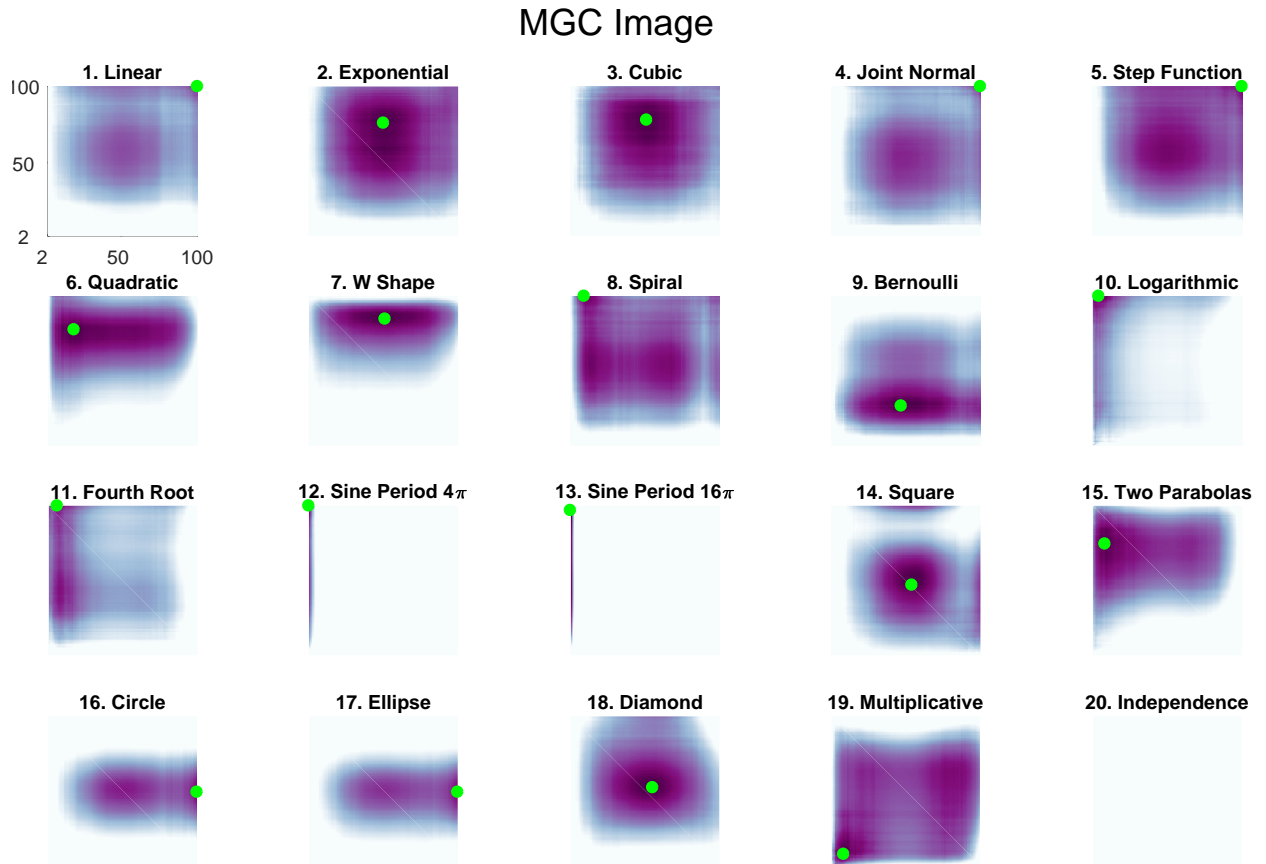 MGC Image
1. Linear
2. Exponential
3. Cubic
4. Joint Normal
5. Step Function
100
50
2
2 50 100
6. Quadratic
7. W Shape
8. Spiral
9. Bernoulli
10. Logarithmic
11. Fourth Root
12. Sine Period 4π
13. Sine Period 16π
14. Square
15. Two Parabolas
16. Circle
17. Ellipse
18. Diamond
19. Multiplicative
20. Independence